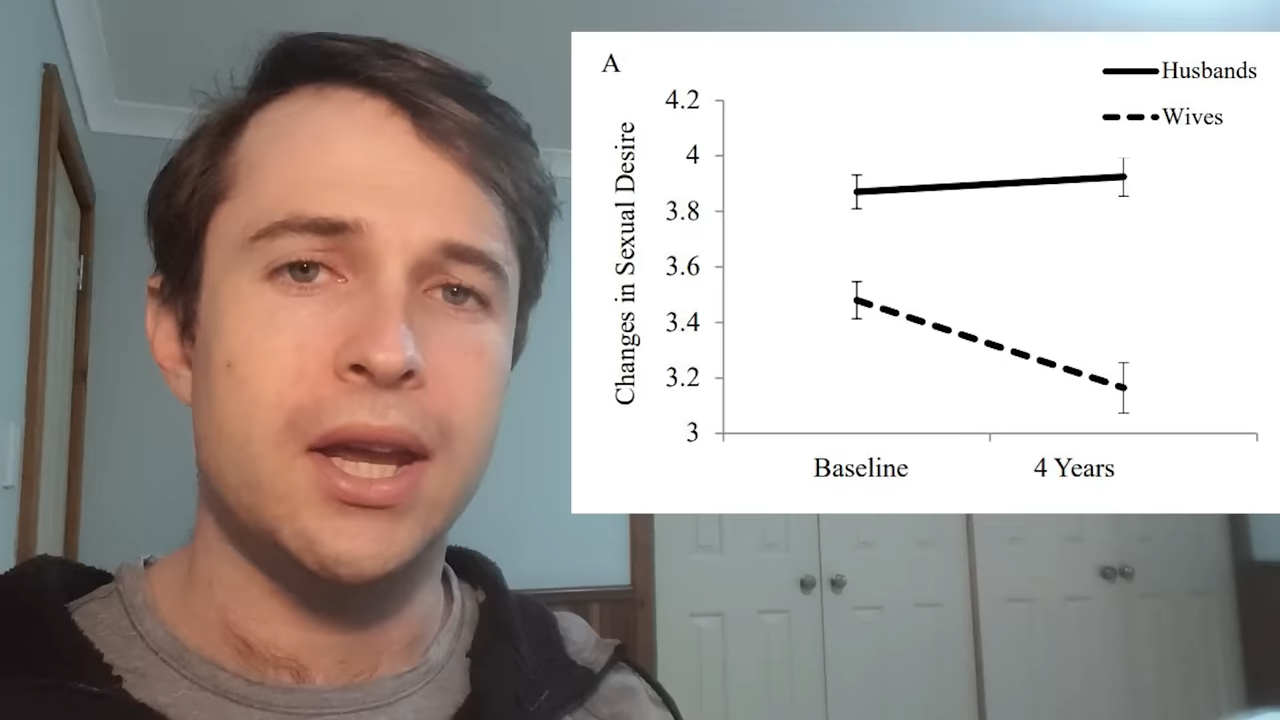 A
Husbands
Wives
Changes in Sexual Desire
4.2
4
3.8
3.6
3.4
3.2
3
Baseline
4 Years